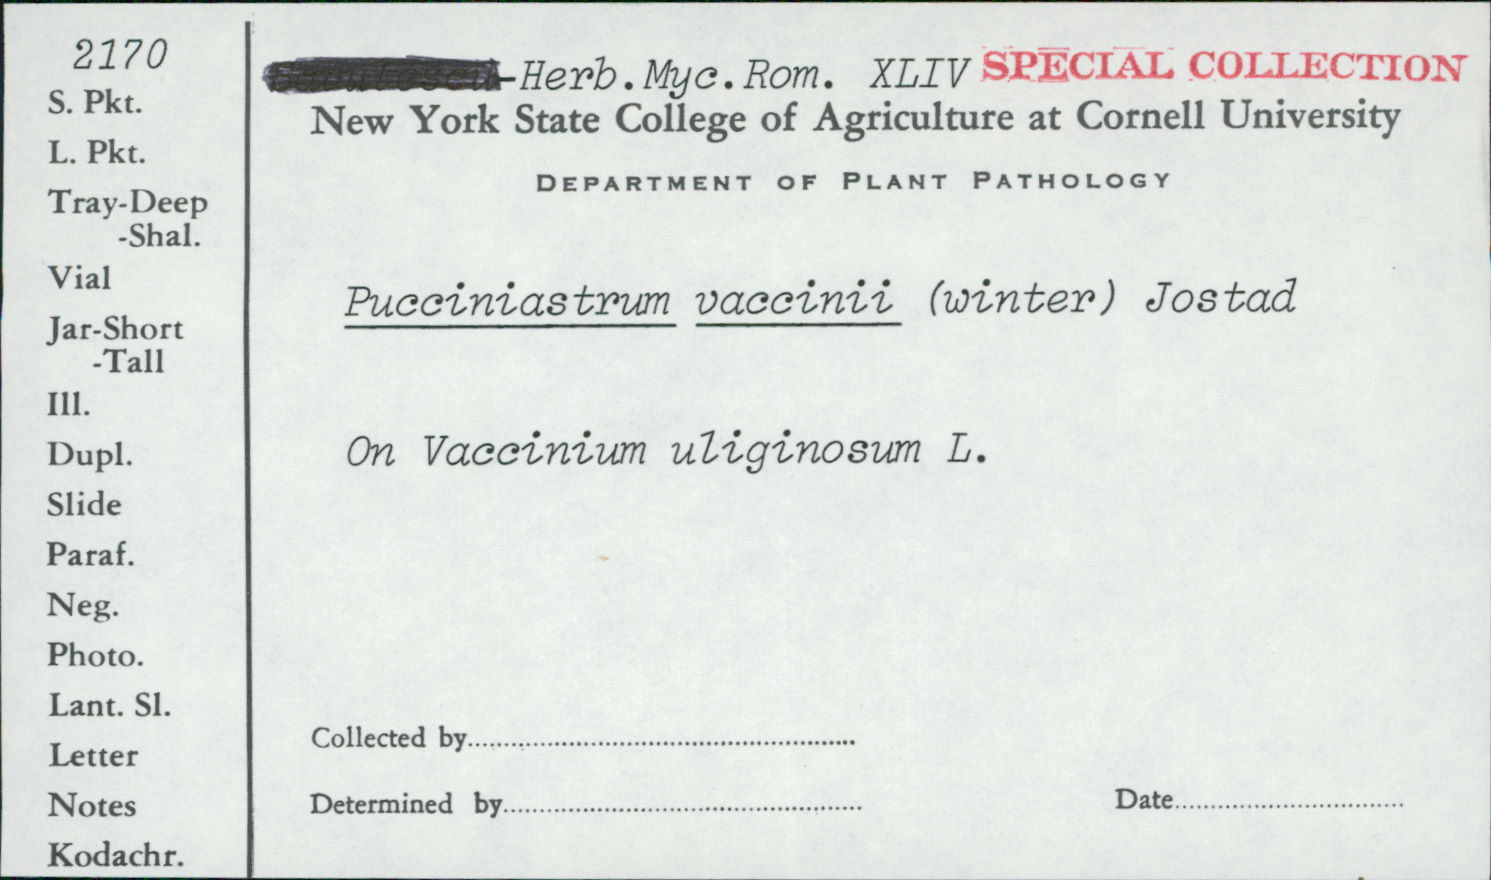 2170
S. Pkt.
L. Pkt.
Tray-Deep
-Shal.
Vial
Jar-Short
-Tall
Ill.
Dupl.
Slide
Paraf.
Neg.
Photo.
Lant. Sl.
Letter
Notes
Kodachr.
-Herb.Myc.Rom. XLIV SPECIAL COLLECTION
New York State College of Agriculture at Cornell University
DEPARTMENT OF PLANT PATHOLOGY
Pucciniastrum vaccinii (winter) Jostad
On Vaccinium uliginosum L.
Collected by
Determined by
Date